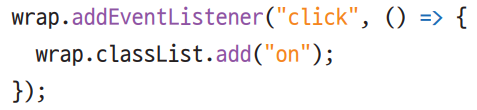 wrap.addEventListener("click", () => {
  wrap.classList.add("on");
});